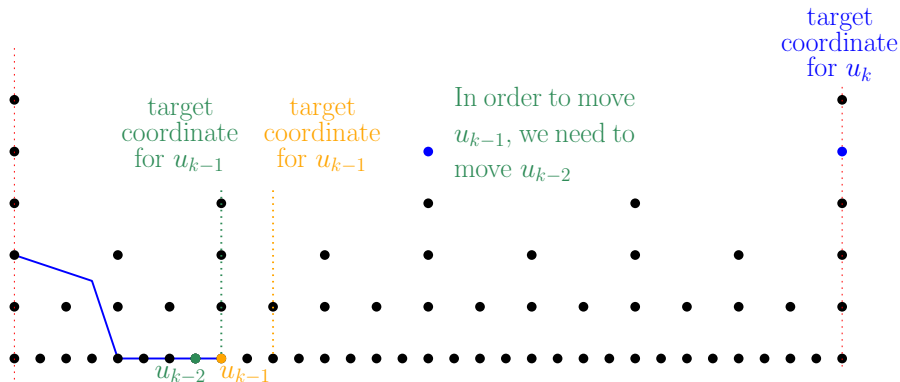 target
coordinate
for u_k
target
coordinate
for u_{k-1}
target
coordinate
for u_{k-1}
In order to move
u_{k-1}, we need to
move u_{k-2}
u_{k-2}
u_{k-1}